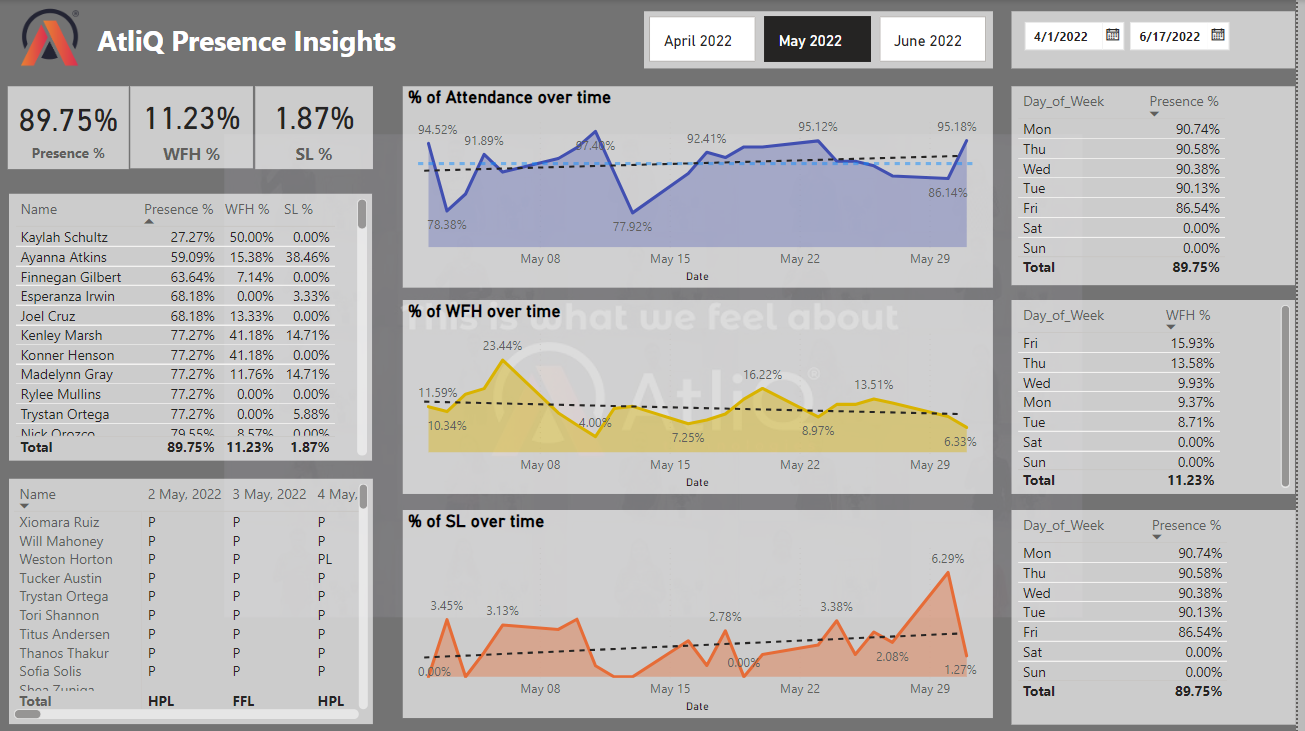 AtliQ Presence Insights
April 2022
May 2022
June 2022
4/1/2022
6/17/2022
89.75%
Presence %
11.23%
WFH %
1.87%
SL %
Name Presence % WFH % SL %
Kaylah Schultz 27.27% 50.00% 0.00%
Ayanna Atkins 59.09% 15.38% 38.46%
Finnegan Gilbert 63.64% 7.14% 0.00%
Esperanza Irwin 68.18% 0.00% 3.33%
Joel Cruz 68.18% 13.33% 0.00%
Kenley Marsh 77.27% 41.18% 14.71%
Konner Henson 77.27% 41.18% 0.00%
Madelynn Gray 77.27% 11.76% 14.71%
Rylee Mullins 77.27% 0.00% 0.00%
Trystan Ortega 77.27% 0.00% 5.88%
Nick Orozco 79.55% 8.57% 0.00%
Total 89.75% 11.23% 1.87%
Name 2 May, 2022 3 May, 2022 4 May,
Xiomara Ruiz P P P
Will Mahoney P P P
Weston Horton P P PL
Tucker Austin P P P
Trystan Ortega P P P
Tori Shannon P P P
Titus Andersen P P P
Thanos Thakur P P P
Sofia Solis P P P
Shea Zuniga
Total HPL FFL HPL
% of Attendance over time
94.52%
78.38%
91.89%
97.40%
77.92%
92.41%
95.12%
86.14%
95.18%
May 08 May 15 May 22 May 29
Date
% of WFH over time
This is what we feel about
AtliQ
®
11.59%
10.34%
23.44%
4.00%
7.25%
16.22%
8.97%
13.51%
6.33%
May 08 May 15 May 22 May 29
Date
% of SL over time
0.00%
3.45%
3.13%
2.78%
0.00%
3.38%
2.08%
6.29%
1.27%
May 08 May 15 May 22 May 29
Date
Day_of_Week Presence %
Mon 90.74%
Thu 90.58%
Wed 90.38%
Tue 90.13%
Fri 86.54%
Sat 0.00%
Sun 0.00%
Total 89.75%
Day_of_Week WFH %
Fri 15.93%
Thu 13.58%
Wed 9.93%
Mon 9.37%
Tue 8.71%
Sat 0.00%
Sun 0.00%
Total 11.23%
Day_of_Week Presence %
Mon 90.74%
Thu 90.58%
Wed 90.38%
Tue 90.13%
Fri 86.54%
Sat 0.00%
Sun 0.00%
Total 89.75%